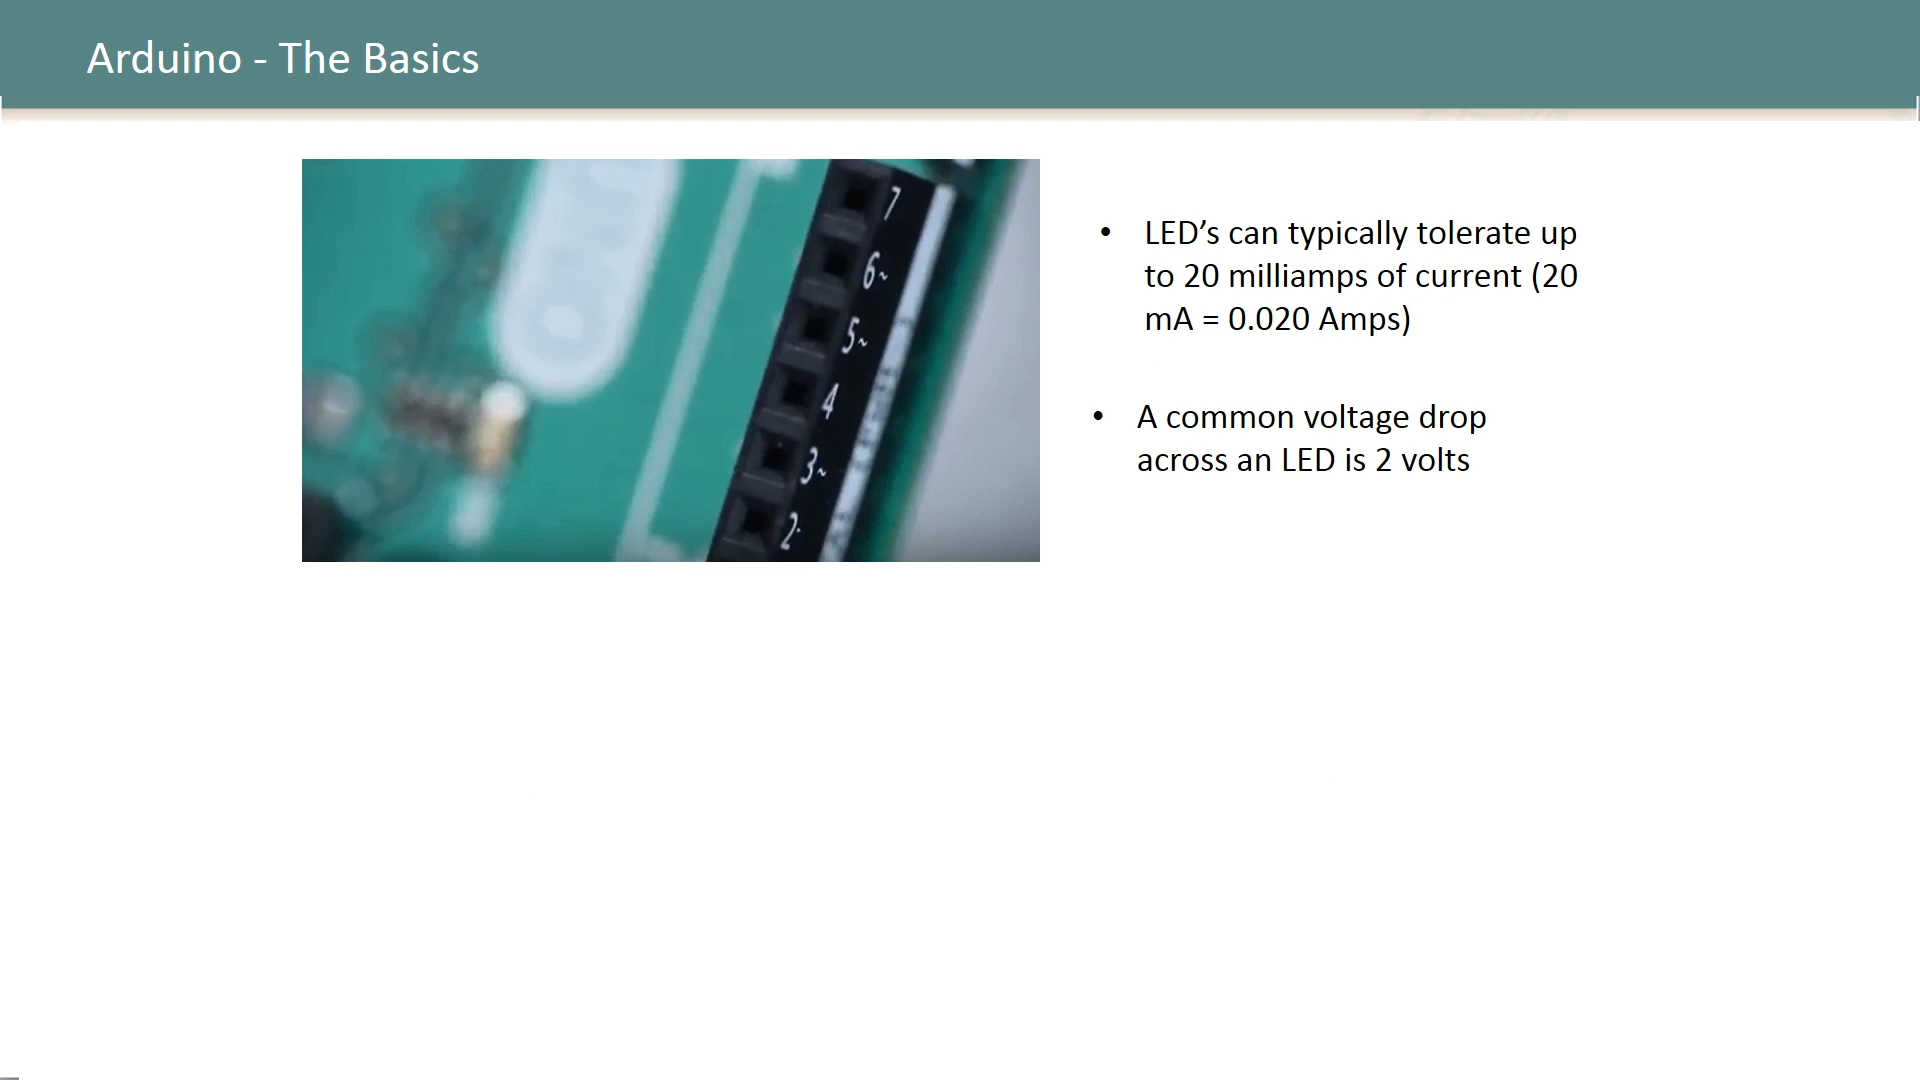 Arduino - The Basics
7
6~
5~
4
3~
2
• LED’s can typically tolerate up
to 20 milliamps of current (20
mA = 0.020 Amps)
• A common voltage drop
across an LED is 2 volts